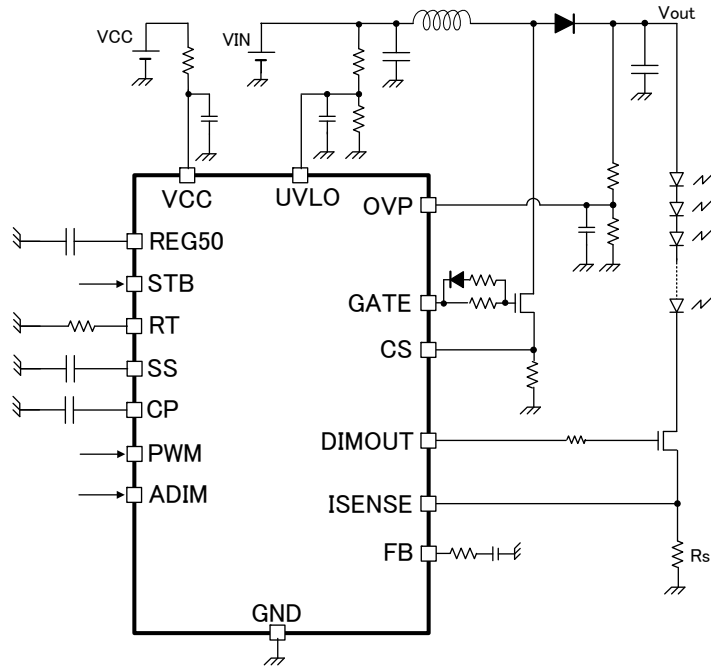 VCC
VIN
Vout
VCC
UVLO
OVP
REG50
STB
GATE
RT
CS
SS
CP
DIMOUT
PWM
ADIM
ISENSE
FB
Rs
GND